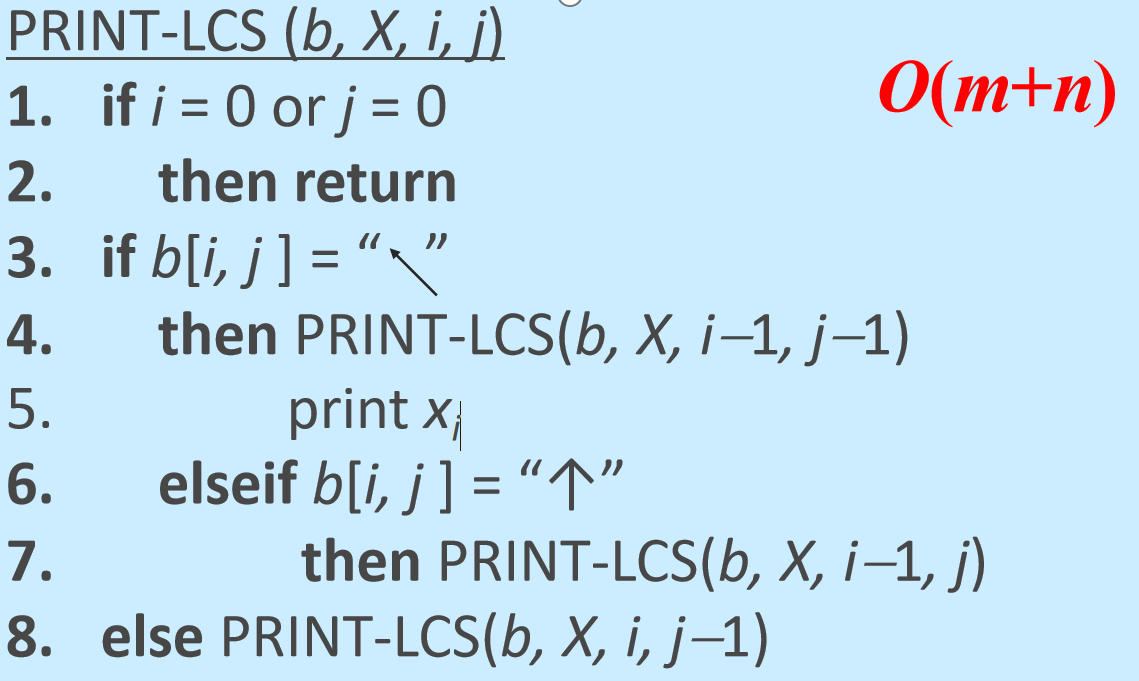 PRINT-LCS (b, X, i, j)
O(m+n)
1. if i = 0 or j = 0
2. then return
3. if b[i, j ] = “↖”
4. then PRINT-LCS(b, X, i–1, j–1)
5. print xᵢ
6. elseif b[i, j ] = “↑”
7. then PRINT-LCS(b, X, i–1, j)
8. else PRINT-LCS(b, X, i, j–1)